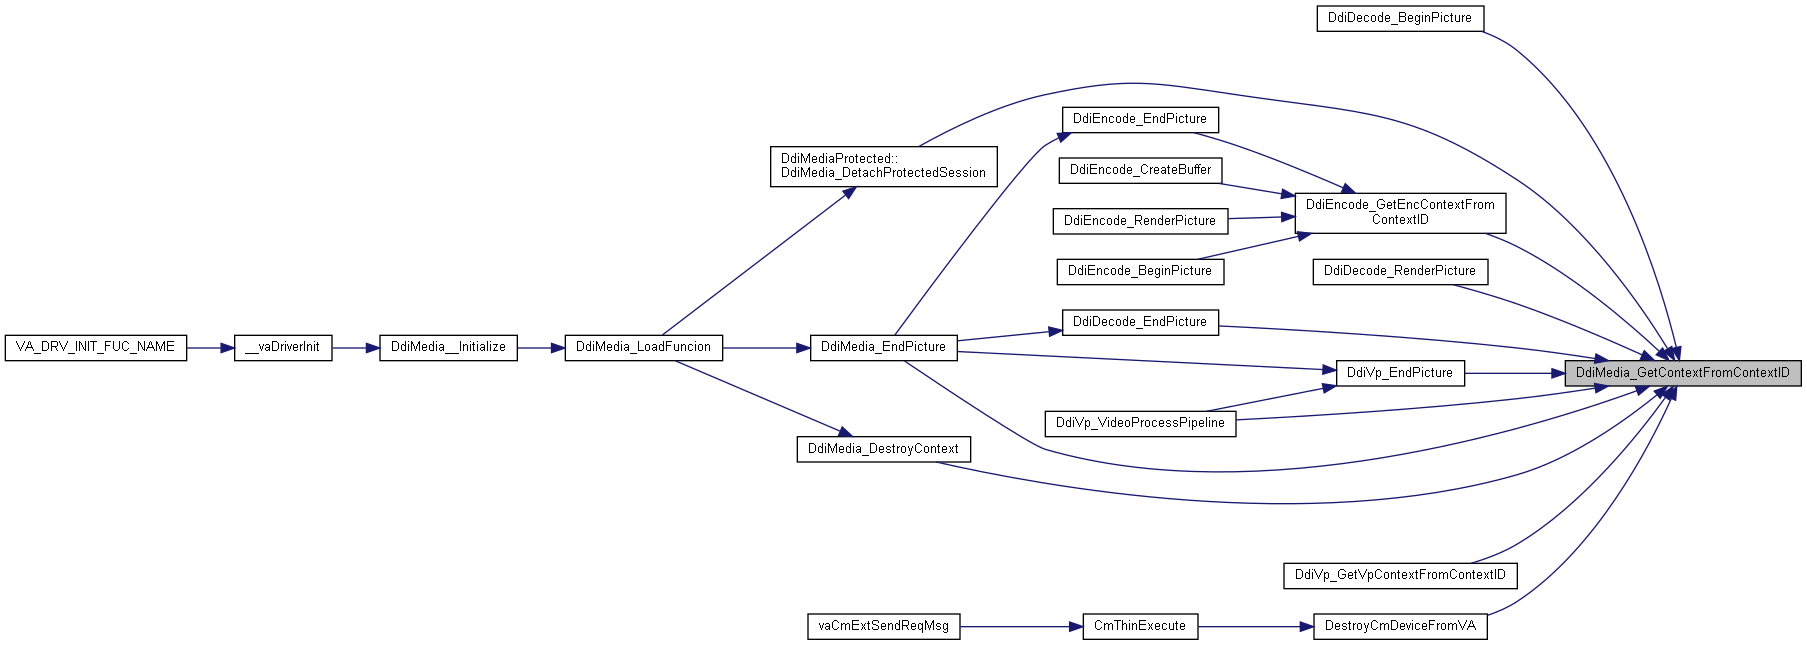 DdiDecode_BeginPicture
DdiEncode_EndPicture
DdiMediaProtected::
DdiMedia_DetachProtectedSession
DdiEncode_CreateBuffer
DdiEncode_GetEncContextFrom
ContextID
DdiEncode_RenderPicture
DdiEncode_BeginPicture
DdiDecode_RenderPicture
DdiDecode_EndPicture
VA_DRV_INIT_FUC_NAME
__vaDriverInit
DdiMedia__Initialize
DdiMedia_LoadFuncion
DdiMedia_EndPicture
DdiVp_EndPicture
DdiMedia_GetContextFromContextID
DdiVp_VideoProcessPipeline
DdiMedia_DestroyContext
DdiVp_GetVpContextFromContextID
vaCmExtSendReqMsg
CmThinExecute
DestroyCmDeviceFromVA